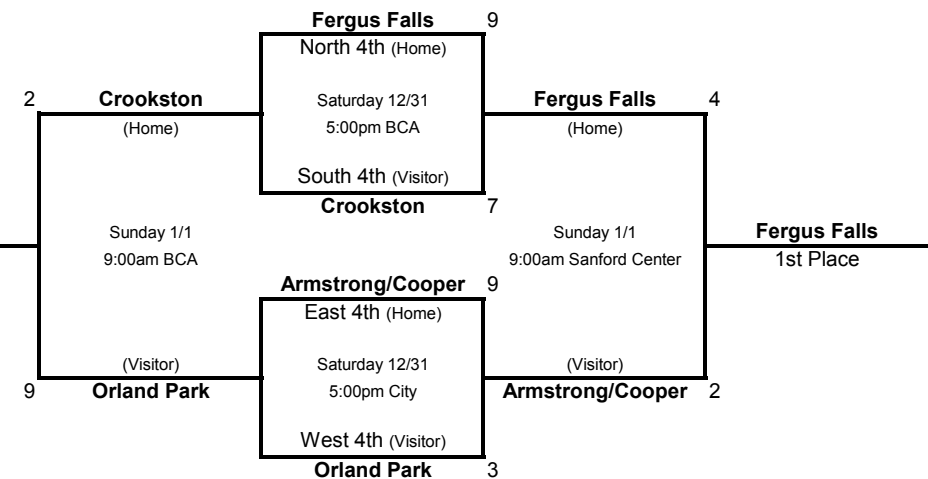 Fergus Falls 9
North 4th (Home)
2 Crookston Saturday 12/31 Fergus Falls 4
(Home) 5:00pm BCA (Home)
South 4th (Visitor)
Crookston 7
Sunday 1/1 Sunday 1/1 Fergus Falls
9:00am BCA 9:00am Sanford Center 1st Place
Armstrong/Cooper 9
East 4th (Home)
(Visitor) Saturday 12/31 (Visitor)
9 Orland Park 5:00pm City Armstrong/Cooper 2
West 4th (Visitor)
Orland Park 3